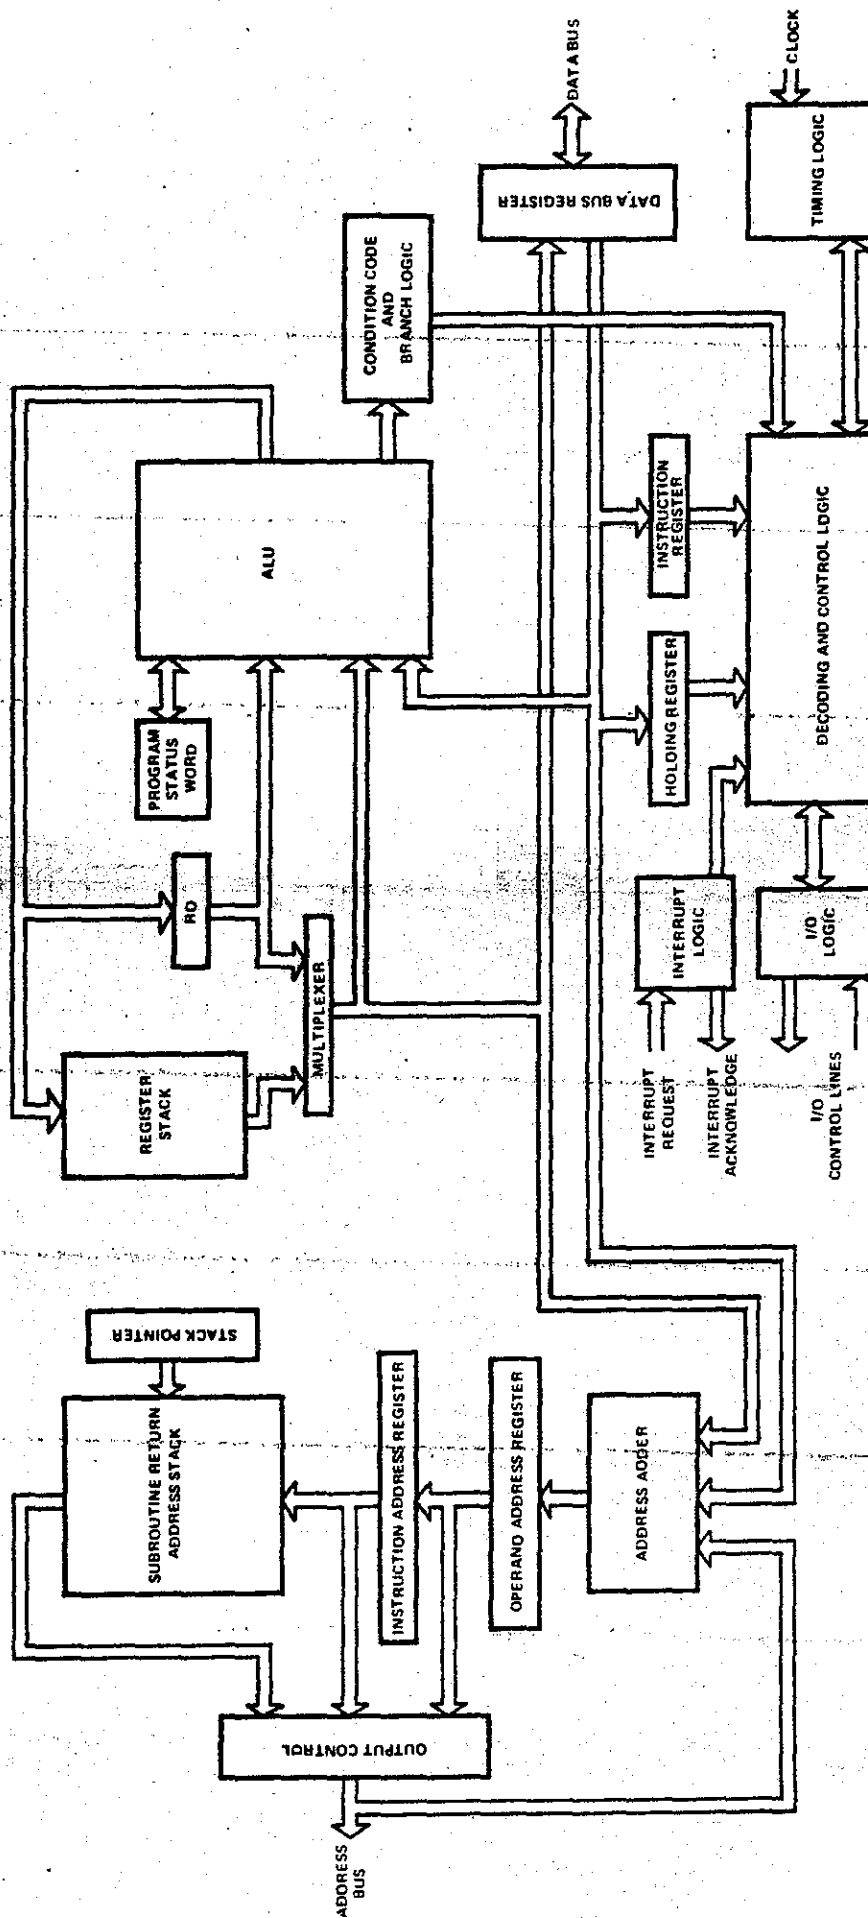 DATA BUS
CLOCK
DATA BUS REGISTER
TIMING LOGIC
CONDITION CODE
AND
BRANCH LOGIC
ALU
INSTRUCTION
REGISTER
DECODING AND CONTROL LOGIC
PROGRAM
STATUS
WORD
HOLDING REGISTER
RO
MULTIPLEXER
INTERRUPT
LOGIC
I/O
LOGIC
REGISTER
STACK
INTERRUPT
REQUEST
INTERRUPT
ACKNOWLEDGE
I/O
CONTROL LINES
STACK POINTER
SUBROUTINE RETURN
ADDRESS STACK
INSTRUCTION ADDRESS REGISTER
OPERAND ADDRESS REGISTER
ADDRESS ADDER
OUTPUT CONTROL
ADDRESS
BUS